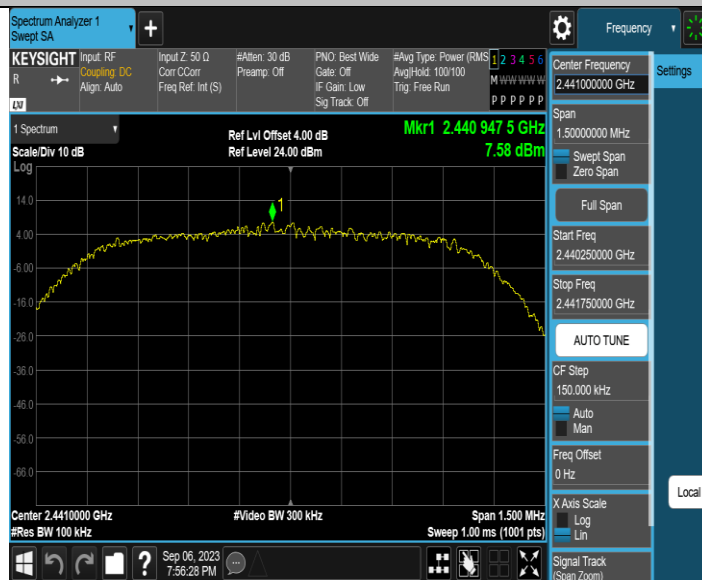 Spectrum Analyzer 1
Swept SA
+
Frequency
KEYSIGHT
R
LXI
Input: RF
Coupling: DC
Align: Auto
Input Z: 50 Ω
Corr CCorr
Freq Ref: Int (S)
#Atten: 30 dB
Preamp: Off
PNO: Best Wide
Gate: Off
IF Gain: Low
Sig Track: Off
#Avg Type: Power (RMS
Avg|Hold: 100/100
Trig: Free Run
1 2 3 4 5 6
M W W W W W
P P P P P P
1 Spectrum
Scale/Div 10 dB
Log
Ref Lvl Offset 4.00 dB
Ref Level 24.00 dBm
Mkr1 2.440 947 5 GHz
7.58 dBm
1
14.0
4.00
-6.00
-16.0
-26.0
-36.0
-46.0
-56.0
-66.0
Center 2.4410000 GHz
#Res BW 100 kHz
#Video BW 300 kHz
Span 1.500 MHz
Sweep 1.00 ms (1001 pts)
?
Sep 06, 2023
7:56:28 PM
Center Frequency
2.441000000 GHz
Span
1.50000000 MHz
Swept Span
Zero Span
Full Span
Start Freq
2.440250000 GHz
Stop Freq
2.441750000 GHz
AUTO TUNE
CF Step
150.000 kHz
Auto
Man
Freq Offset
0 Hz
X Axis Scale
Log
Lin
Signal Track
(Span Zoom)
Settings
Local